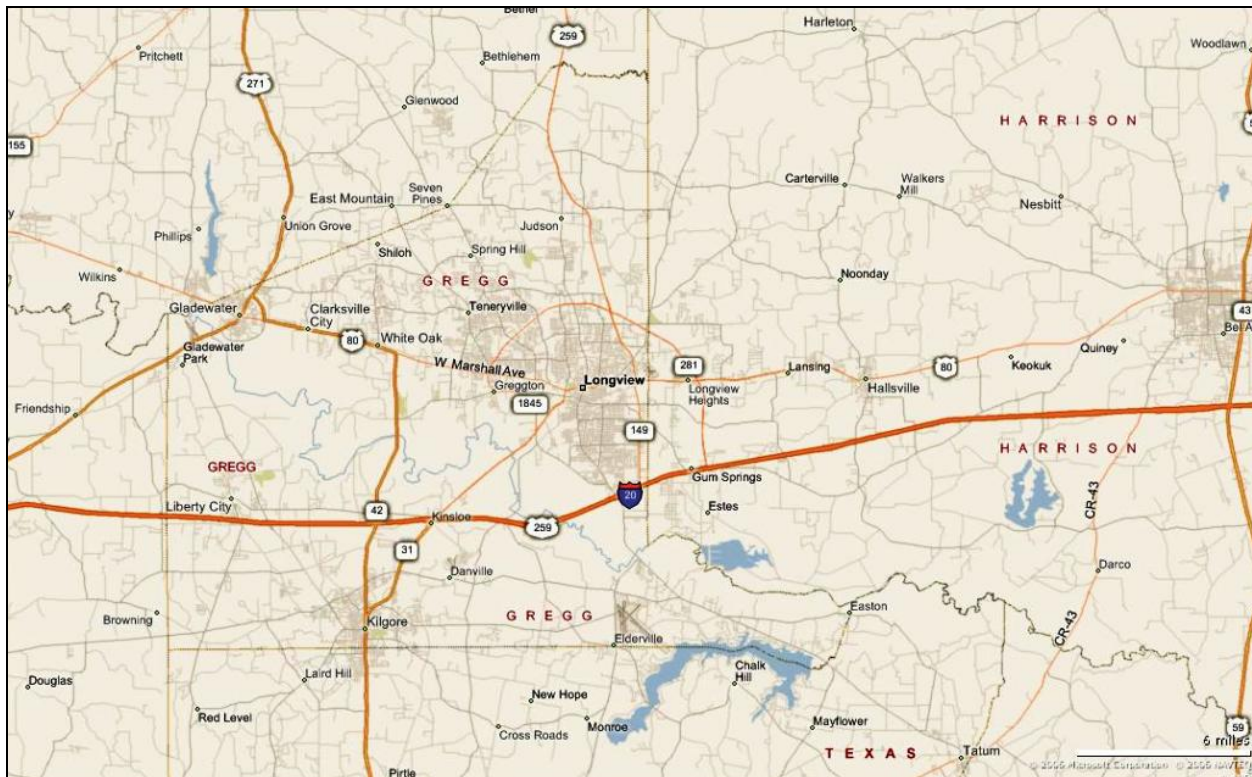 Bethel
259
Harleton
Pritchett
Bethlehem
Woodlawn
271
Glenwood
HARRISON
155
Carterville
Walkers
Mill
Seven
Pines
East Mountain
Nesbitt
Union Grove
Judson
Phillips
Shiloh
Spring Hill
Wilkins
GREGG
Noonday
Gladewater
Clarksville
City
Teneryville
43
80
White Oak
Gladewater
Park
W Marshall Ave
281
Lansing
80
Keokuk
Quiney
Greggton
Longview
Longview
Heights
Hallsville
Friendship
1845
149
HARRISON
GREGG
Gum Springs
20
Liberty City
42
Kinsloe
259
Estes
CR-43
31
Danville
Darco
Browning
GREGG
Easton
Kilgore
Elderville
CR-43
Laird Hill
Chalk
Hill
Douglas
New Hope
Red Level
Monroe
Mayflower
Cross Roads
59
6 miles
TEXAS
Tatum
Pirtle